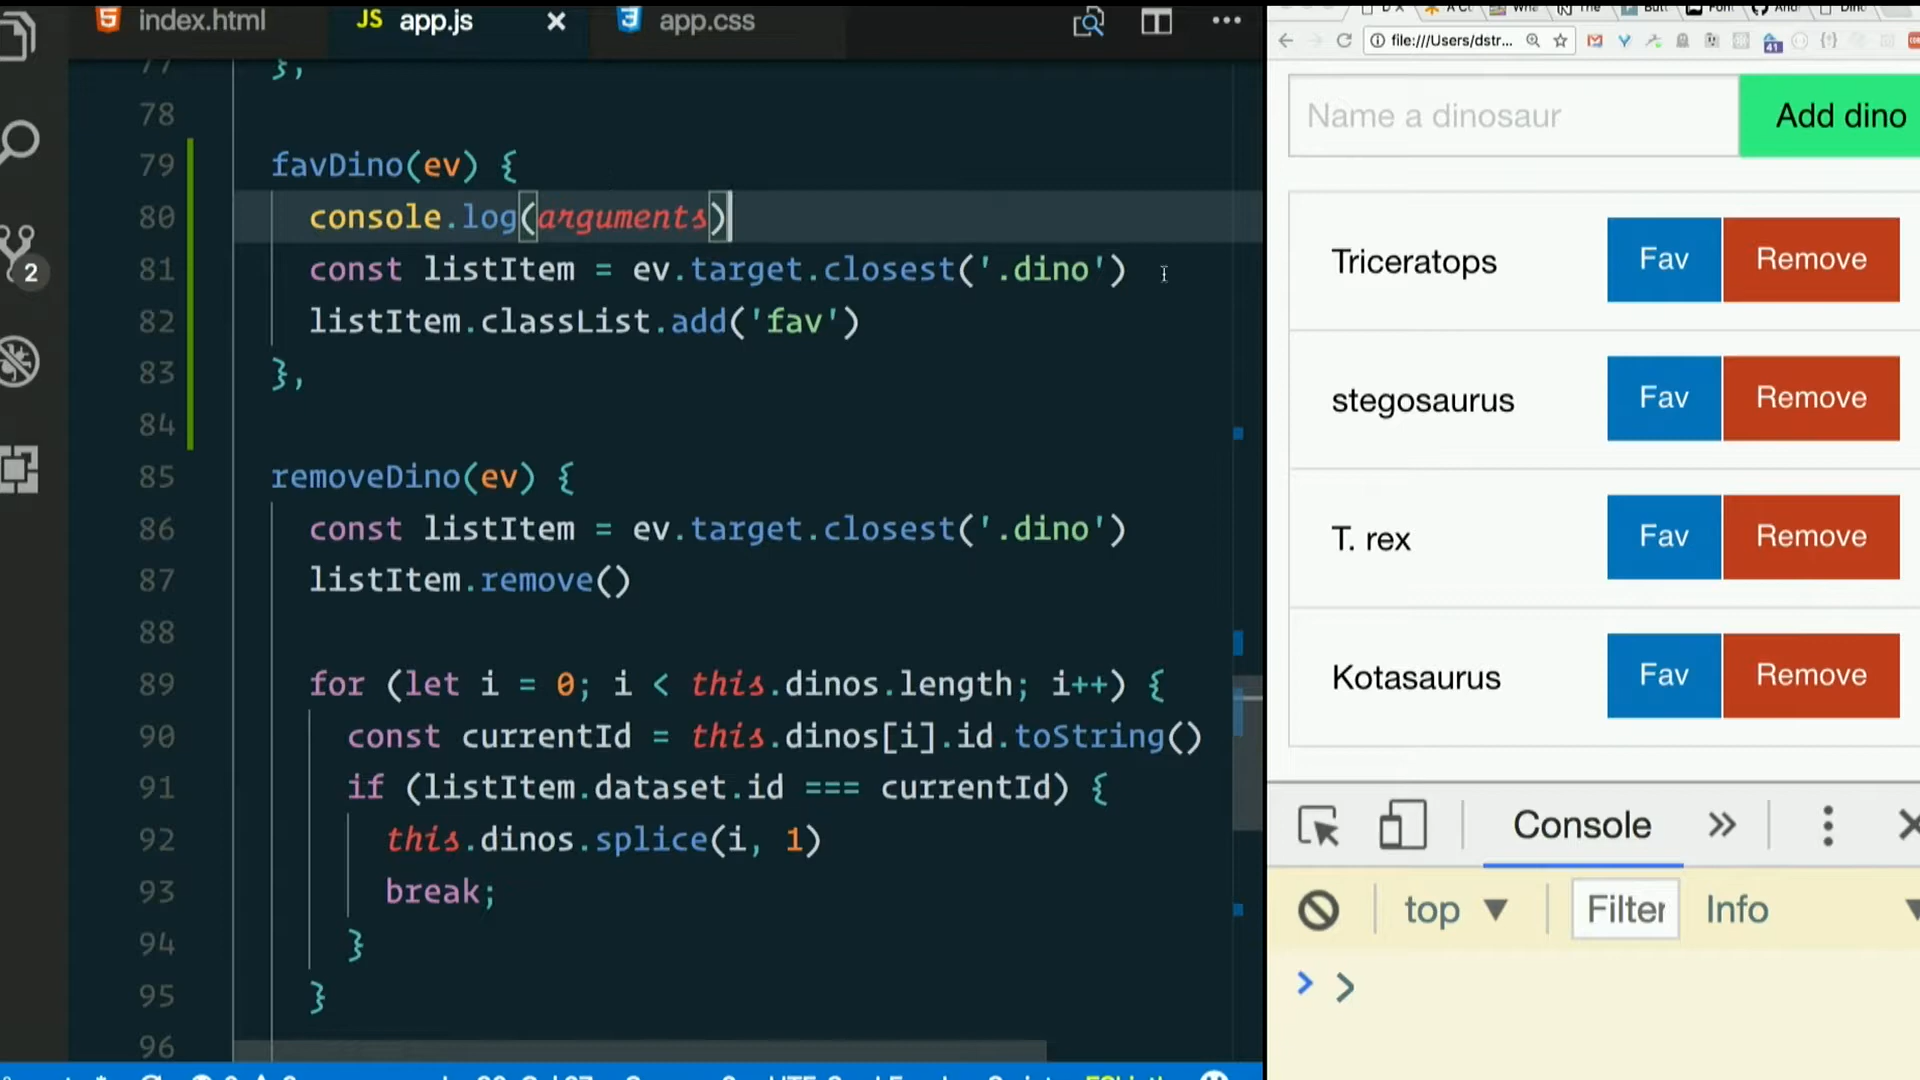 index.html
JS app.js
app.css
77 },
78
79 favDino(ev) {
80 console.log(arguments)
81 const listItem = ev.target.closest('.dino')
82 listItem.classList.add('fav')
83 },
84
85 removeDino(ev) {
86 const listItem = ev.target.closest('.dino')
87 listItem.remove()
88
89 for (let i = 0; i < this.dinos.length; i++) {
90 const currentId = this.dinos[i].id.toString()
91 if (listItem.dataset.id === currentId) {
92 this.dinos.splice(i, 1)
93 break;
94 }
95 }
96
2
file:///Users/dstr...
41
Name a dinosaur
Add dino
Triceratops Fav Remove
stegosaurus Fav Remove
T. rex Fav Remove
Kotasaurus Fav Remove
Console
top Filter Info